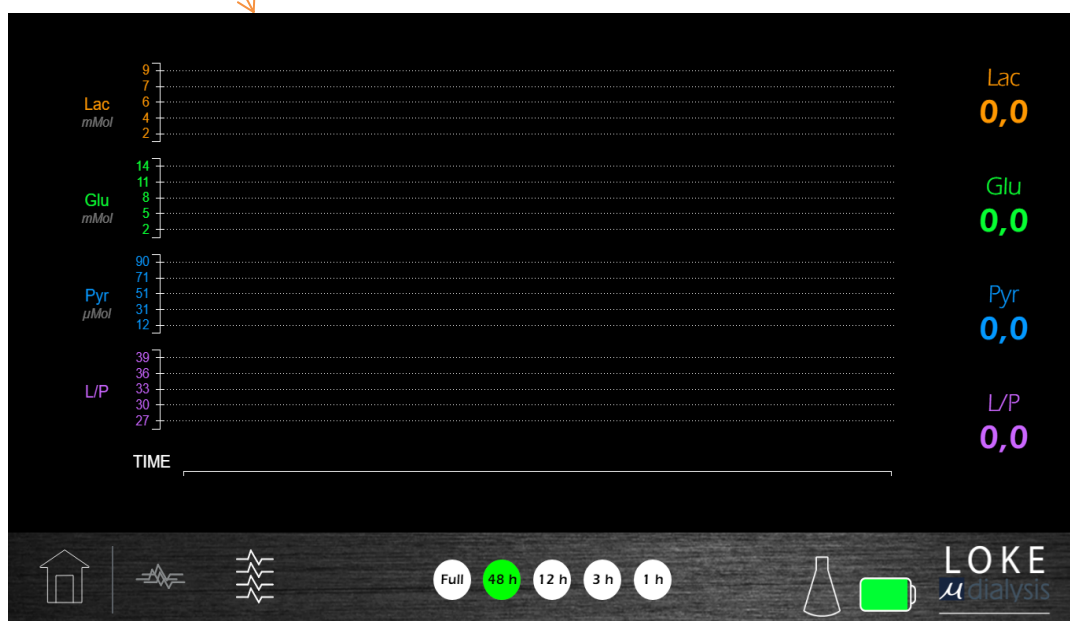 Lac
mMol
9
7
6
4
2
Lac
0,0
Glu
mMol
14
11
8
5
2
Glu
0,0
Pyr
µMol
90
71
51
31
12
Pyr
0,0
L/P
39
36
33
30
27
L/P
0,0
TIME
Full 48 h 12 h 3 h 1 h
LOKE
µdialysis